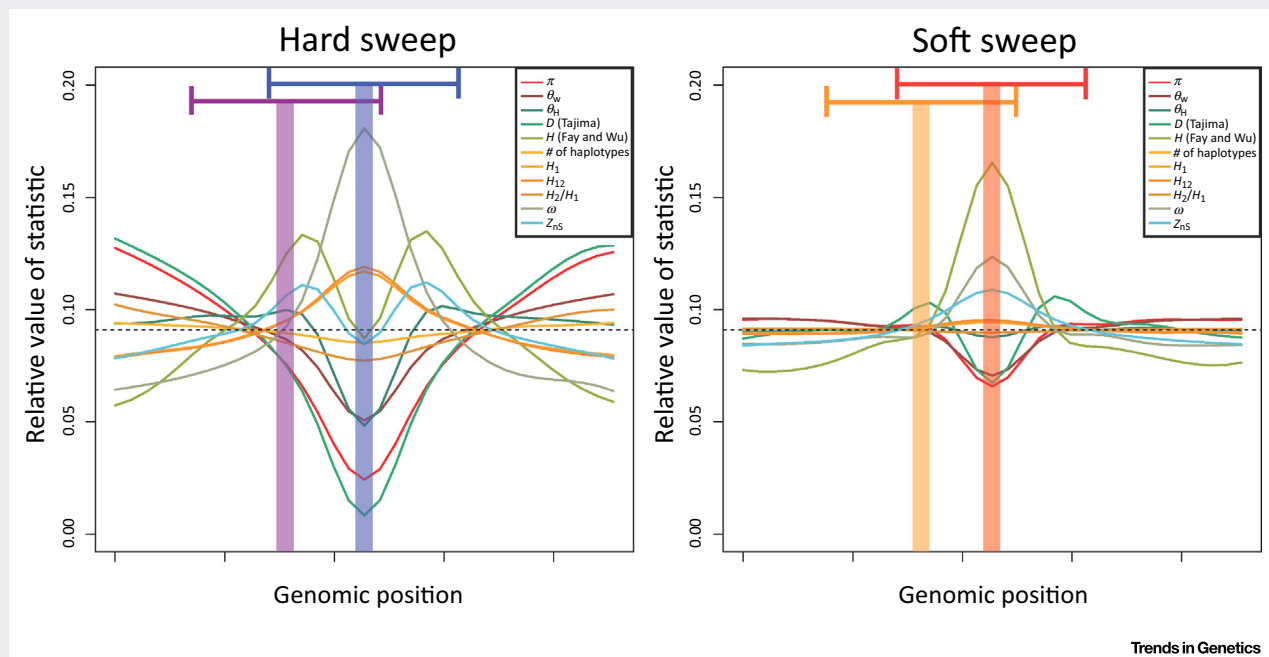 Hard sweep
Relative value of statistic
0.20
0.15
0.10
0.05
0.00
π
θw
θH
D (Tajima)
H (Fay and Wu)
# of haplotypes
H1
H12
H2/H1
ω
ZnS
Genomic position
Soft sweep
Relative value of statistic
0.20
0.15
0.10
0.05
0.00
π
θw
θH
D (Tajima)
H (Fay and Wu)
# of haplotypes
H1
H12
H2/H1
ω
ZnS
Genomic position
Trends in Genetics